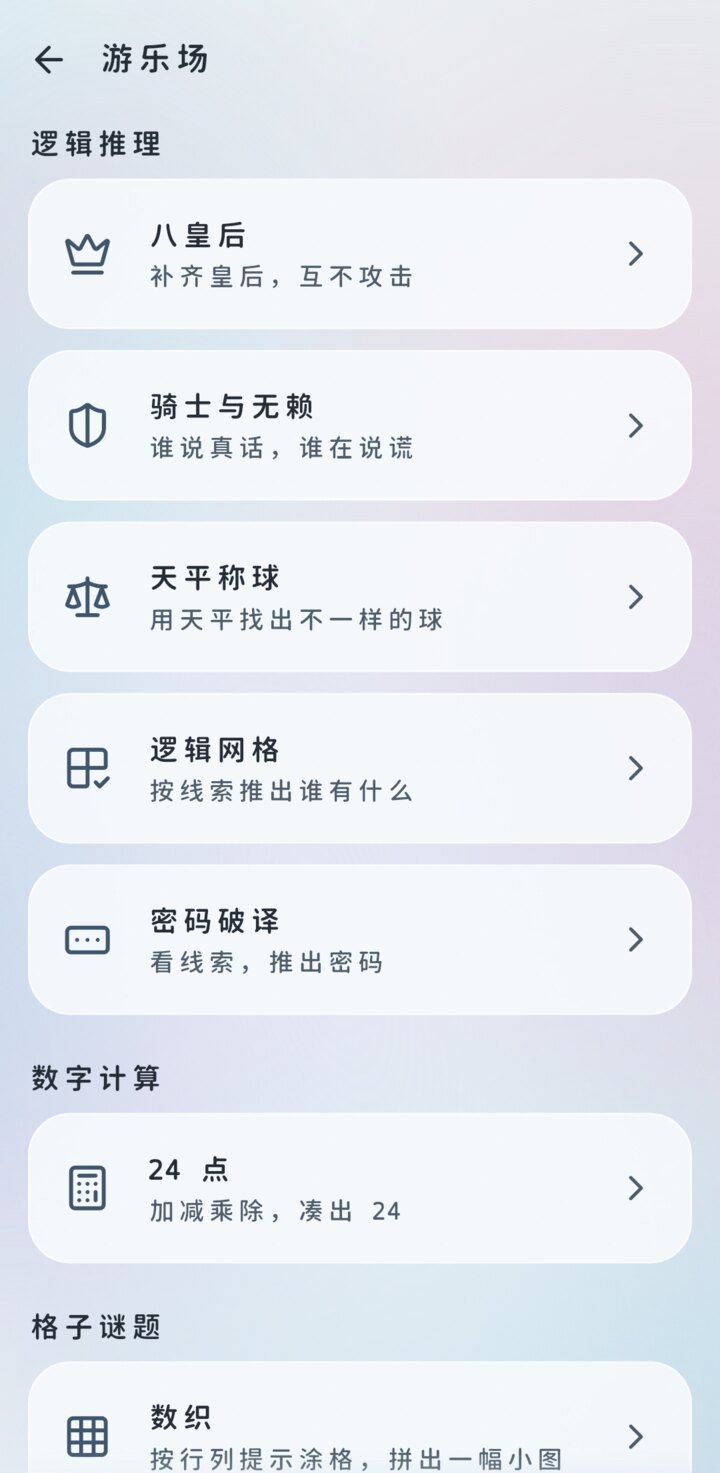 游乐场
逻辑推理
八皇后
补齐皇后，互不攻击
骑士与无赖
谁说真话，谁在说谎
天平称球
用天平找出不一样的球
逻辑网格
按线索推出谁有什么
密码破译
看线索，推出密码
数字计算
24 点
加减乘除，凑出 24
格子谜题
数织
按行列提示涂格，拼出一幅小图